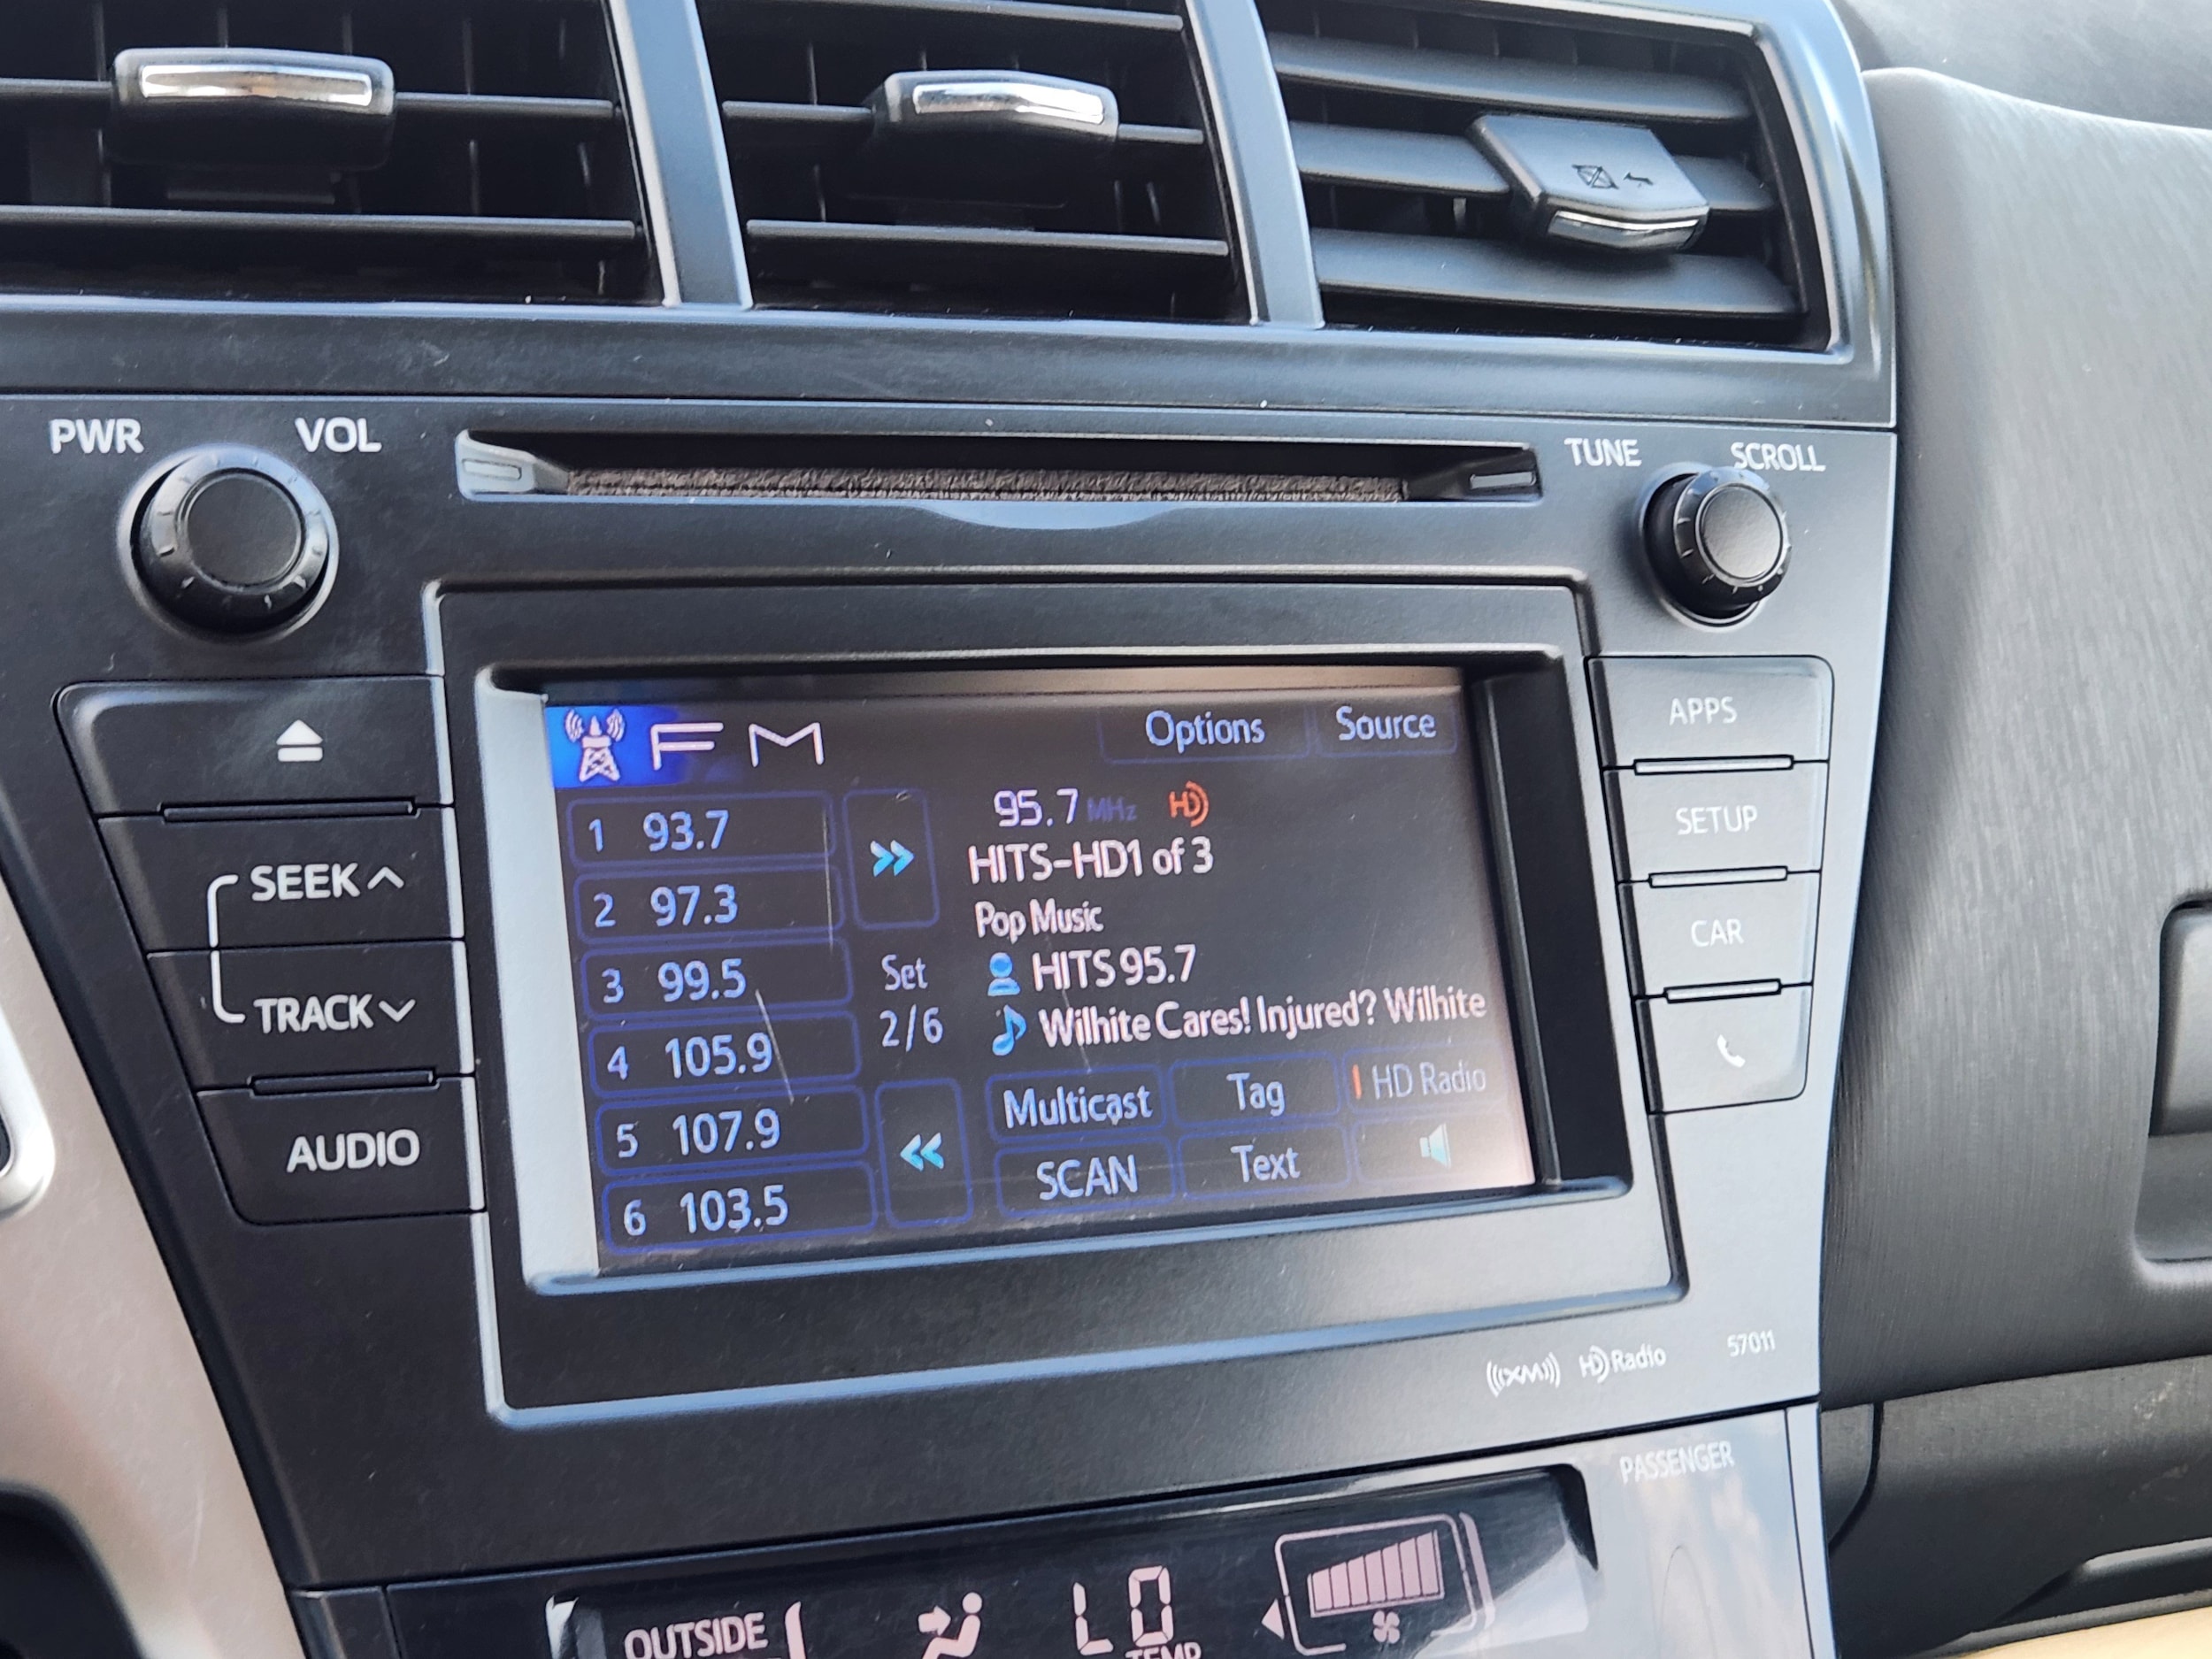 PWR
VOL
TUNE
SCROLL
FM
Options
Source
APPS
1 93.7
95.7 MHz HD
SETUP
HITS-HD1 of 3
SEEK
2 97.3
Pop Music
CAR
3 99.5
Set
HITS 95.7
TRACK
2/6
Wilhite Cares! Injured? Wilhite
4 105.9
Multicast
Tag
HD Radio
AUDIO
5 107.9
SCAN
Text
6 103.5
((XM))
HD Radio
57011
PASSENGER
OUTSIDE
LO
TEMP